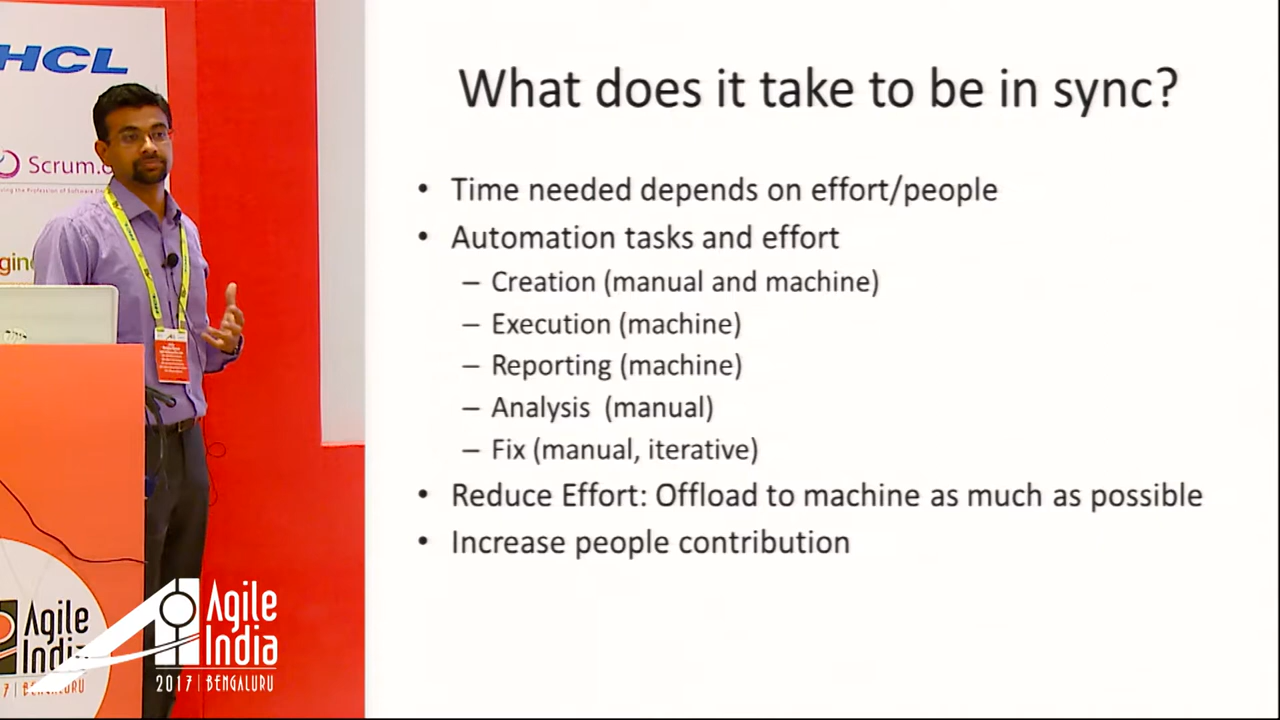 HCL
Scrum.o
What does it take to be in sync?
• Time needed depends on effort/people
• Automation tasks and effort
– Creation (manual and machine)
– Execution (machine)
– Reporting (machine)
– Analysis (manual)
– Fix (manual, iterative)
• Reduce Effort: Offload to machine as much as possible
• Increase people contribution
Agile
India
Agile
India
2017 | BENGALURU